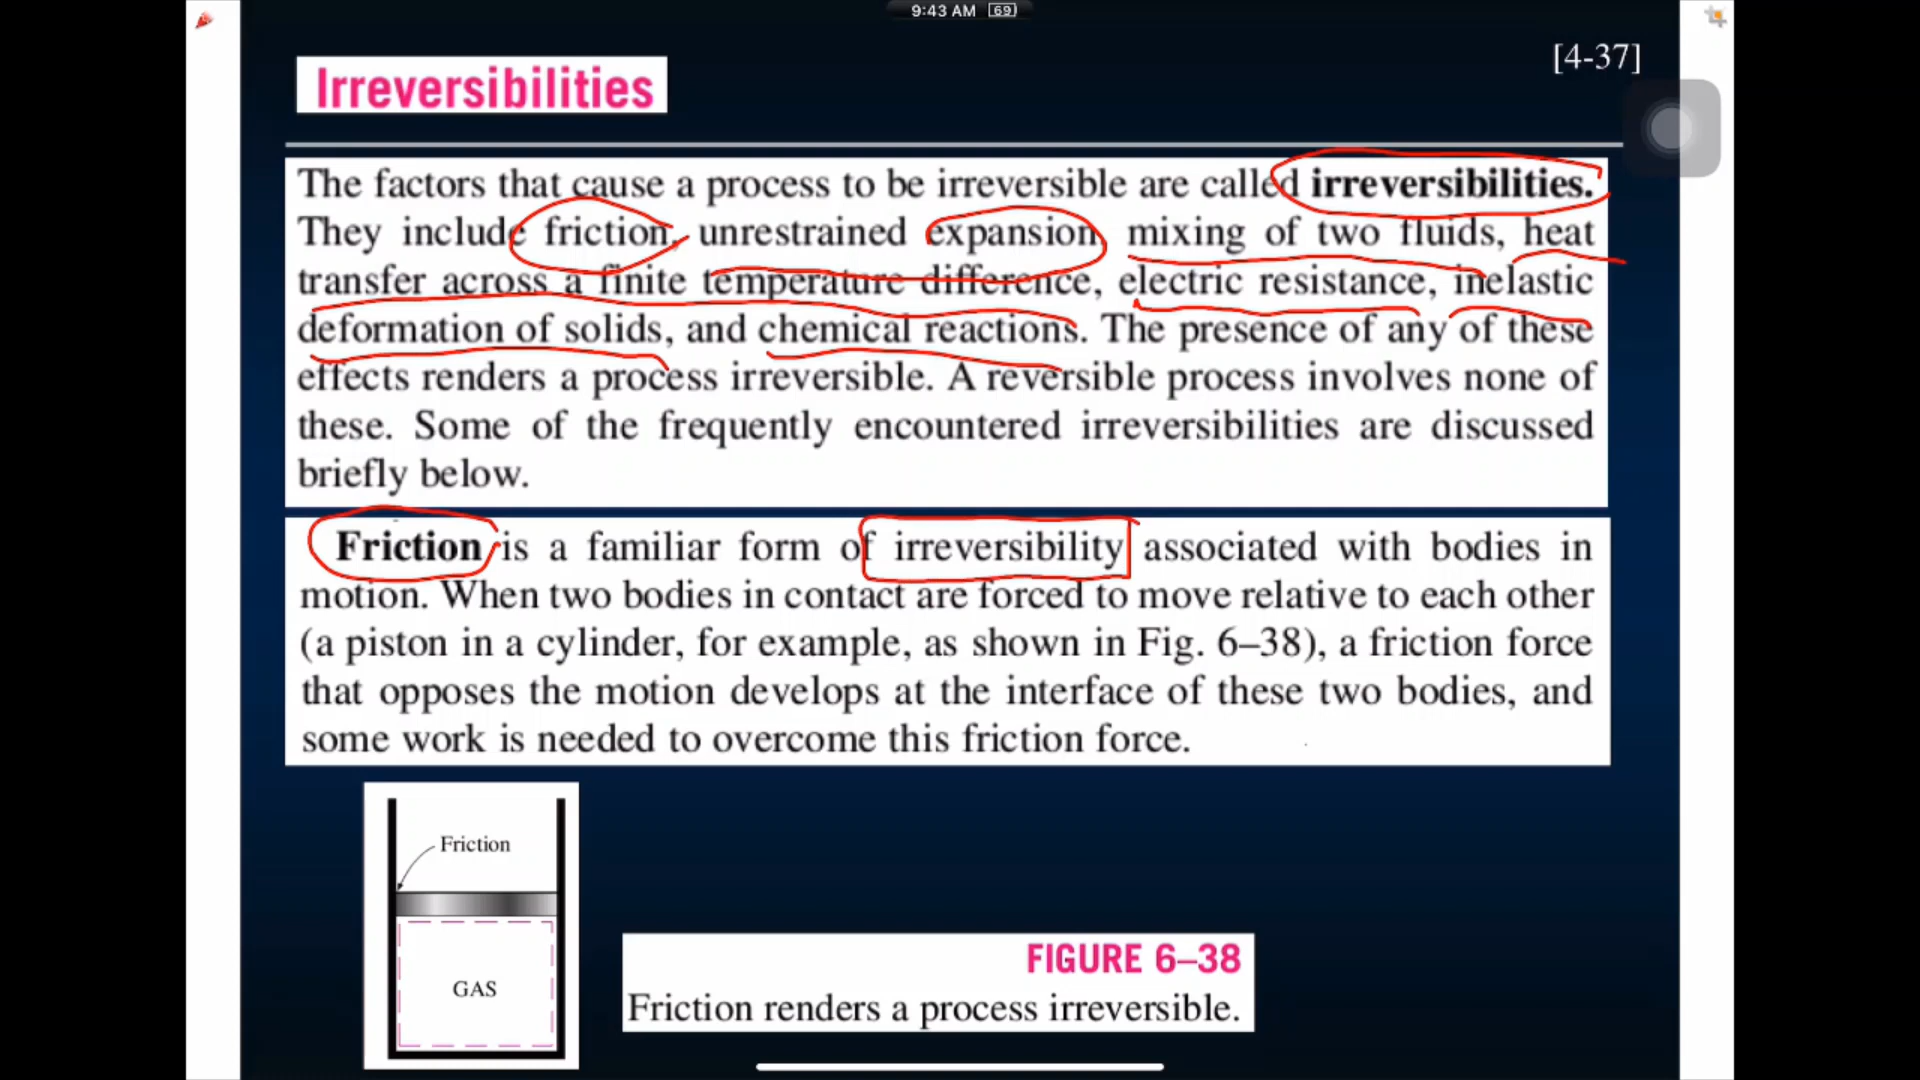 9:43 AM 69
[4-37]
Irreversibilities
The factors that cause a process to be irreversible are called irreversibilities.
They include friction, unrestrained expansion, mixing of two fluids, heat
transfer across a finite temperature difference, electric resistance, inelastic
deformation of solids, and chemical reactions. The presence of any of these
effects renders a process irreversible. A reversible process involves none of
these. Some of the frequently encountered irreversibilities are discussed
briefly below.
Friction is a familiar form of irreversibility associated with bodies in
motion. When two bodies in contact are forced to move relative to each other
(a piston in a cylinder, for example, as shown in Fig. 6–38), a friction force
that opposes the motion develops at the interface of these two bodies, and
some work is needed to overcome this friction force.
Friction
GAS
FIGURE 6–38
Friction renders a process irreversible.